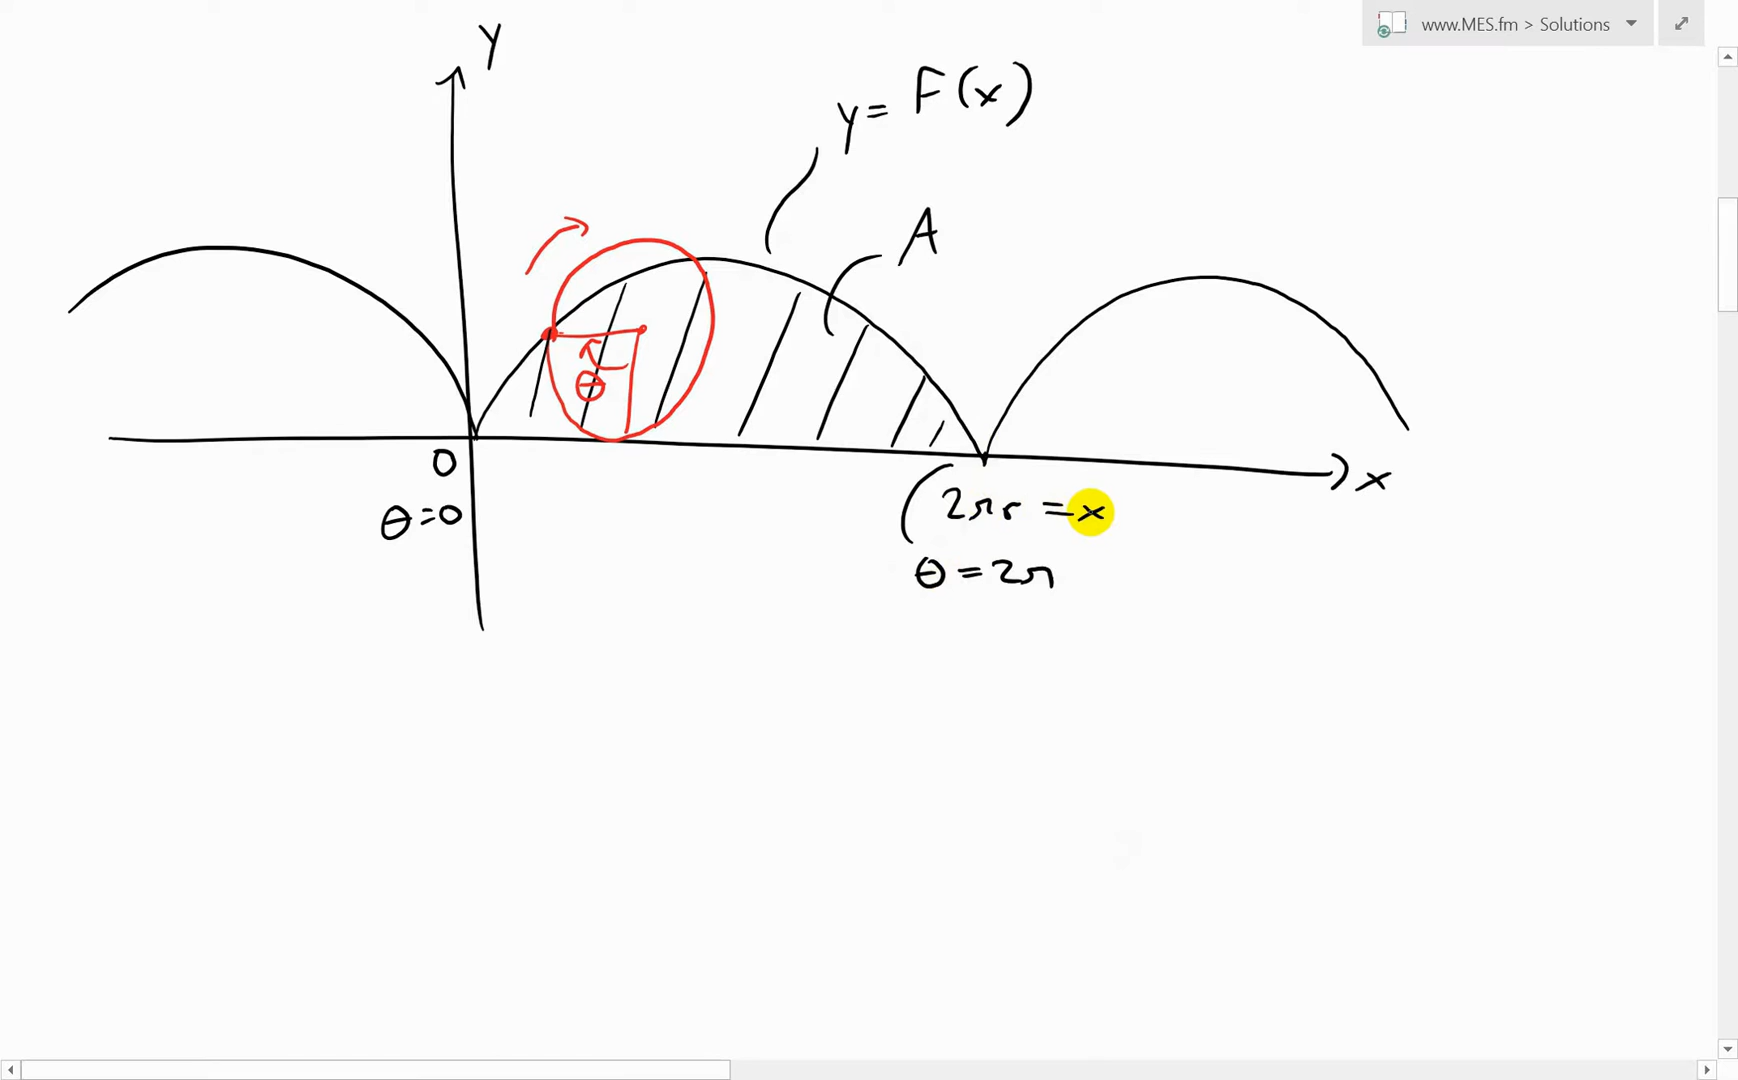 www.MES.fm > Solutions
y
y = F(x)
A
θ
0
x
2πr = x
θ = 0
θ = 2π